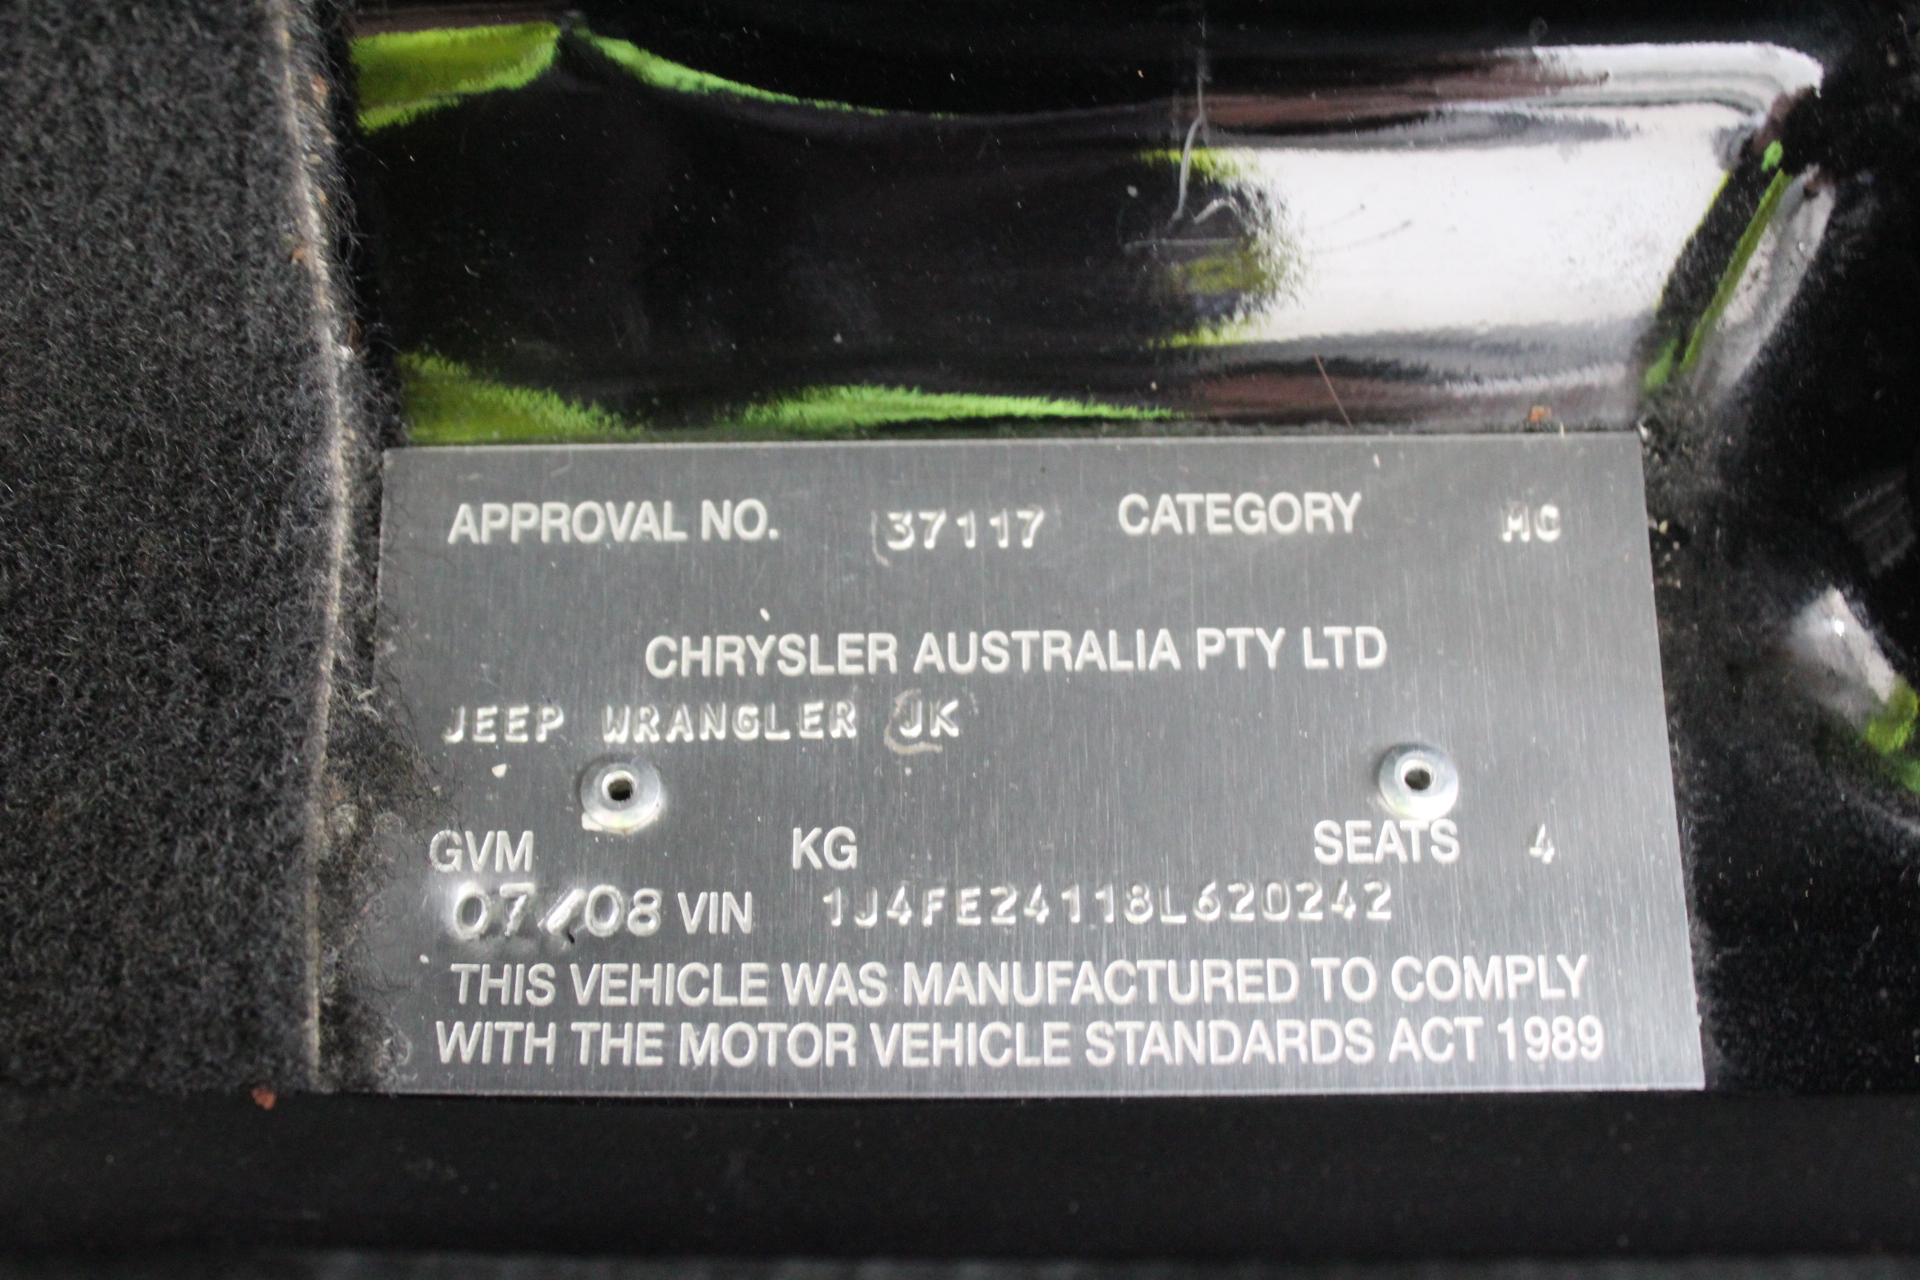 APPROVAL NO. 37117 CATEGORY MC
CHRYSLER AUSTRALIA PTY LTD
JEEP WRANGLER JK
GVM KG SEATS 4
07/08 VIN 1J4FE24118L620242
THIS VEHICLE WAS MANUFACTURED TO COMPLY
WITH THE MOTOR VEHICLE STANDARDS ACT 1989